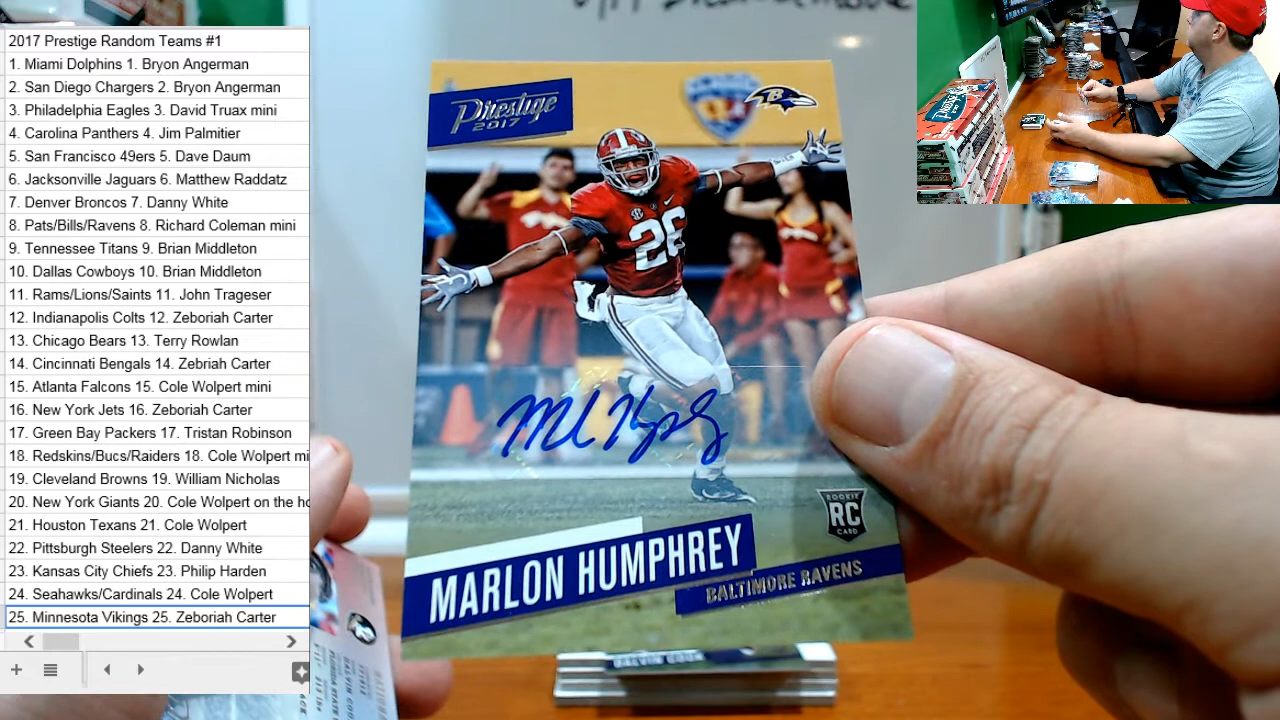 2017 Prestige Random Teams #1
1. Miami Dolphins 1. Bryon Angerman
2. San Diego Chargers 2. Bryon Angerman
3. Philadelphia Eagles 3. David Truax mini
4. Carolina Panthers 4. Jim Palmitier
5. San Francisco 49ers 5. Dave Daum
6. Jacksonville Jaguars 6. Matthew Raddatz
7. Denver Broncos 7. Danny White
8. Pats/Bills/Ravens 8. Richard Coleman mini
9. Tennessee Titans 9. Brian Middleton
10. Dallas Cowboys 10. Brian Middleton
11. Rams/Lions/Saints 11. John Trageser
12. Indianapolis Colts 12. Zeboriah Carter
13. Chicago Bears 13. Terry Rowlan
14. Cincinnati Bengals 14. Zebriah Carter
15. Atlanta Falcons 15. Cole Wolpert mini
16. New York Jets 16. Zeboriah Carter
17. Green Bay Packers 17. Tristan Robinson
18. Redskins/Bucs/Raiders 18. Cole Wolpert mi
19. Cleveland Browns 19. William Nicholas
20. New York Giants 20. Cole Wolpert on the ho
21. Houston Texans 21. Cole Wolpert
22. Pittsburgh Steelers 22. Danny White
23. Kansas City Chiefs 23. Philip Harden
24. Seahawks/Cardinals 24. Cole Wolpert
25. Minnesota Vikings 25. Zeboriah Carter
Prestige
2017
B
26
ROOKIE
RC
CARD
MARLON HUMPHREY
BALTIMORE RAVENS
DALVIN COOK